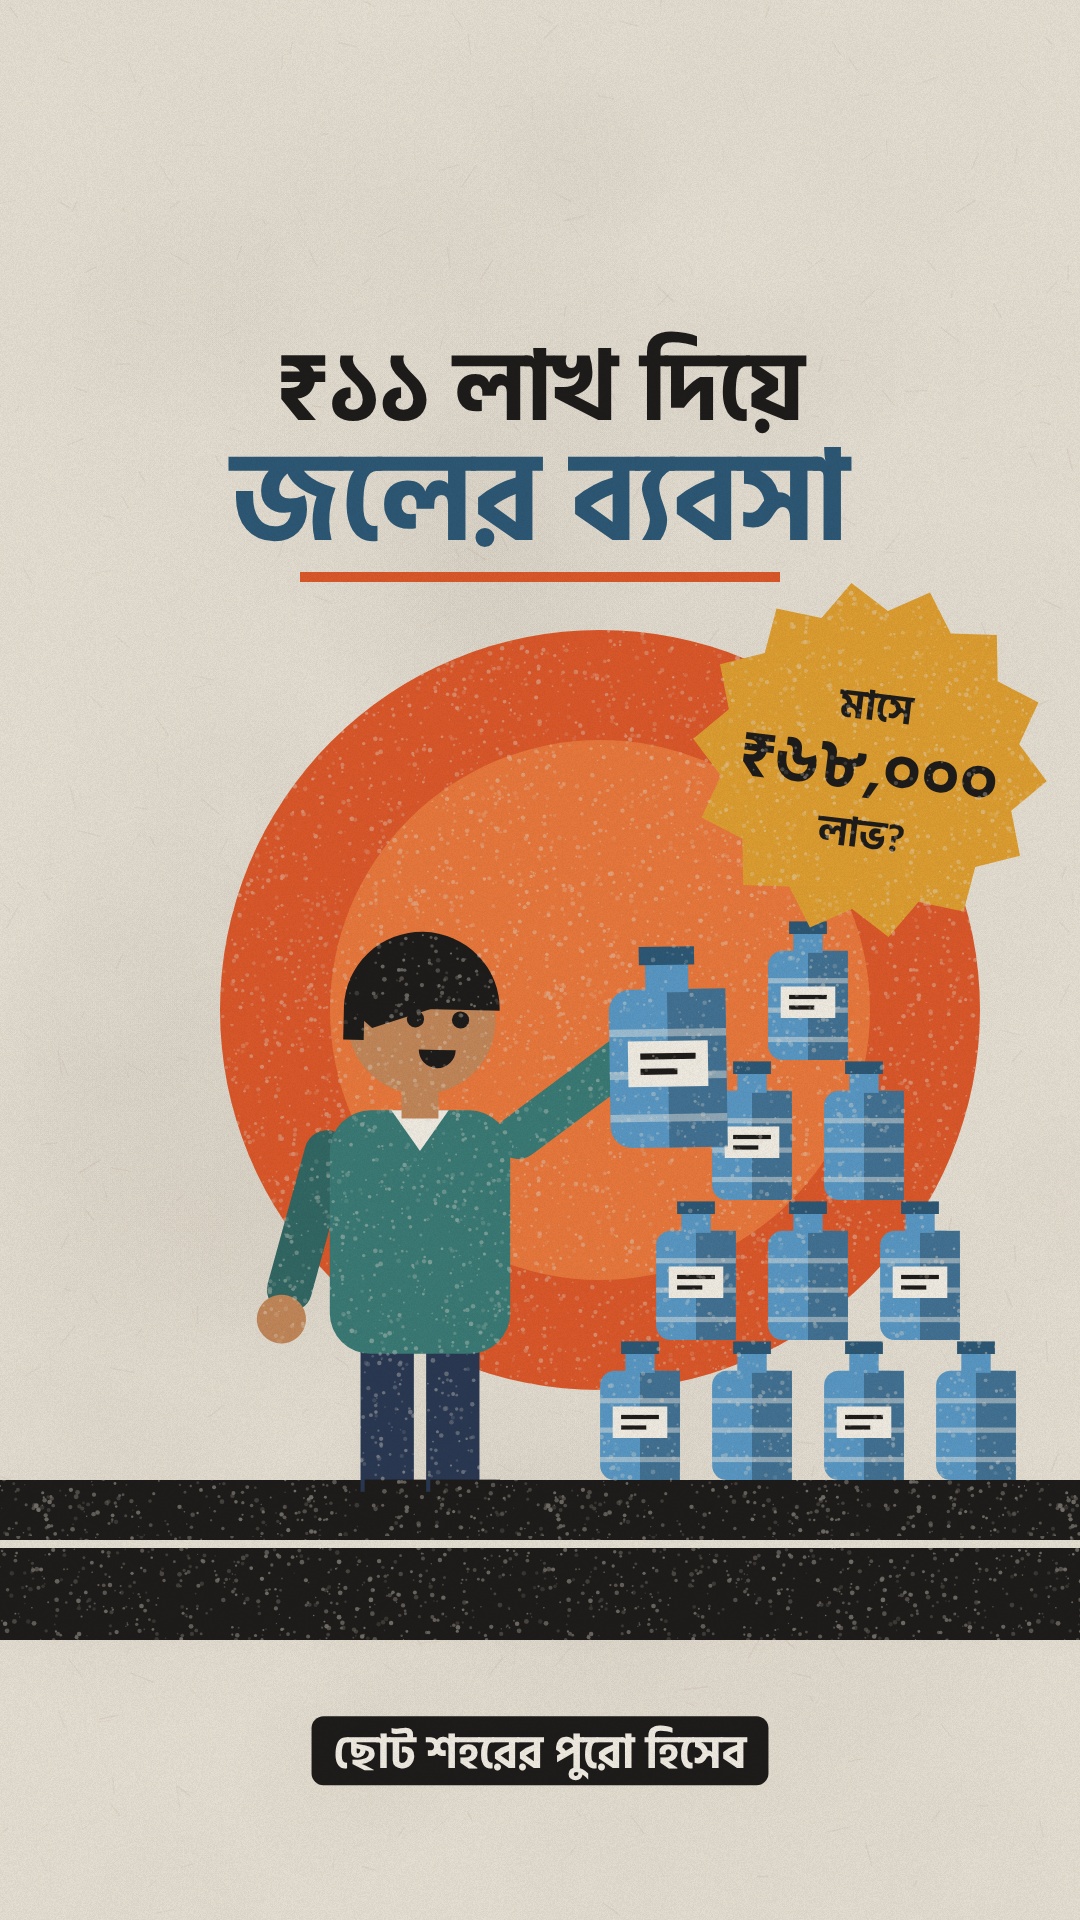 ₹১১ লাখ দিয়ে
জলের ব্যবসা
মাসে
₹৬৮,০০০
লাভ?
ছোট শহরের পুরো হিসেব